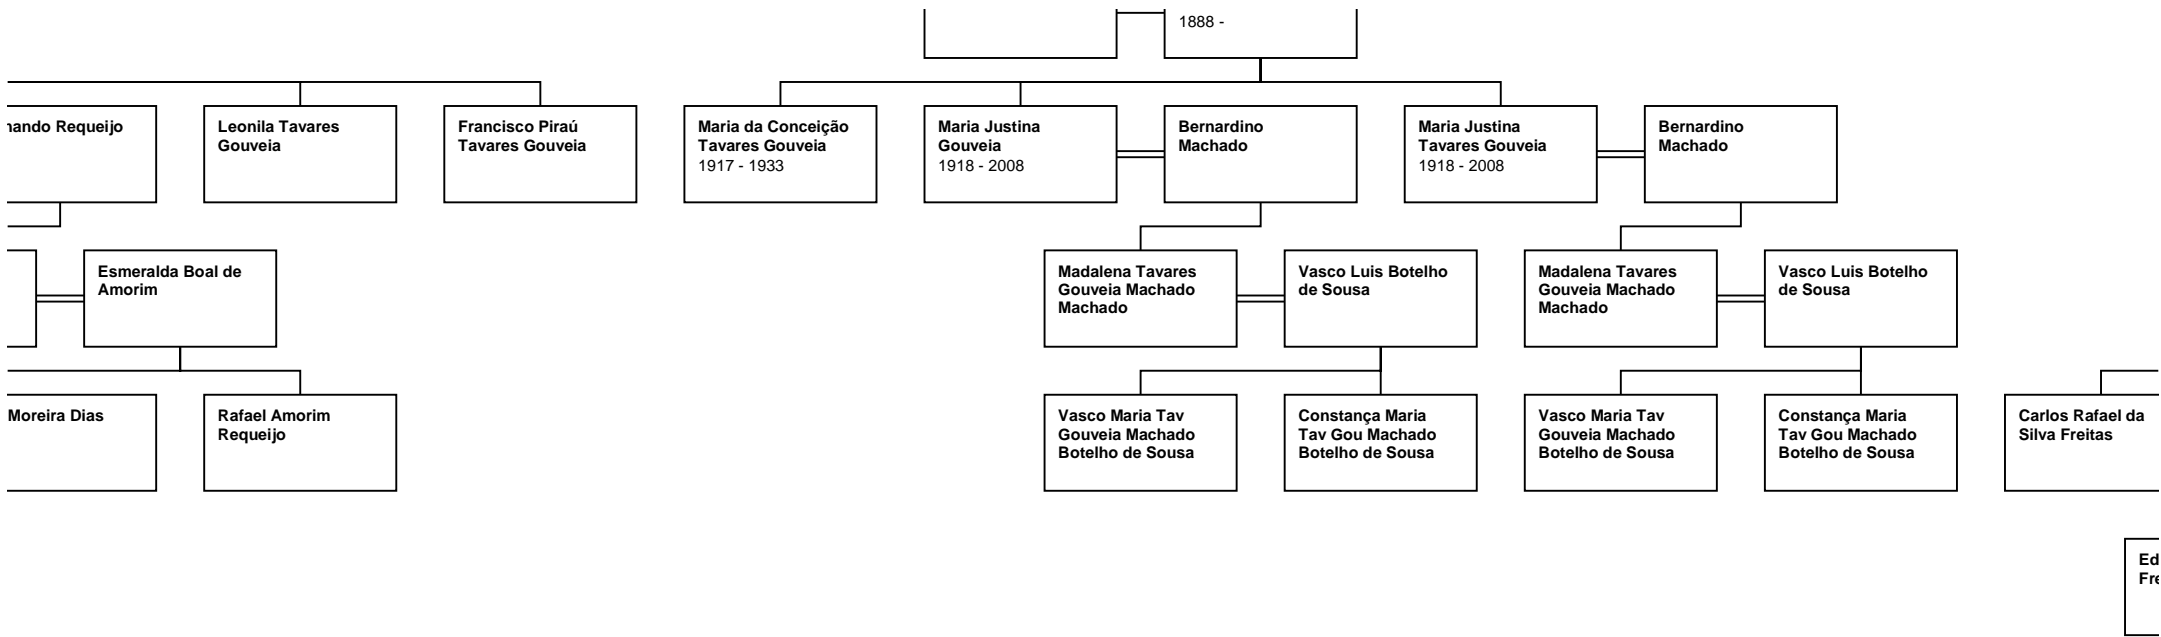 1888 -
nando Requeijo
Leonila Tavares
Gouveia
Francisco Piraú
Tavares Gouveia
Maria da Conceição
Tavares Gouveia
1917 - 1933
Maria Justina
Gouveia
1918 - 2008
Bernardino
Machado
Maria Justina
Tavares Gouveia
1918 - 2008
Bernardino
Machado
Esmeralda Boal de
Amorim
Madalena Tavares
Gouveia Machado
Machado
Vasco Luis Botelho
de Sousa
Madalena Tavares
Gouveia Machado
Machado
Vasco Luis Botelho
de Sousa
Moreira Dias
Rafael Amorim
Requeijo
Vasco Maria Tav
Gouveia Machado
Botelho de Sousa
Constança Maria
Tav Gou Machado
Botelho de Sousa
Vasco Maria Tav
Gouveia Machado
Botelho de Sousa
Constança Maria
Tav Gou Machado
Botelho de Sousa
Carlos Rafael da
Silva Freitas
Ed
Fre